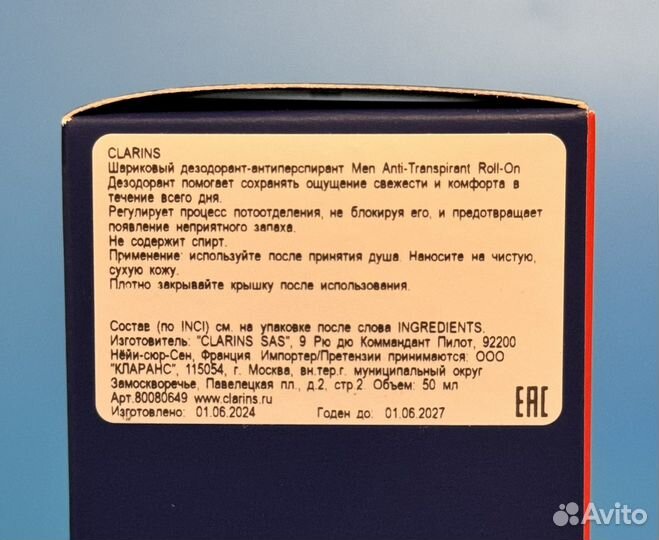 CLARINS
Шариковый дезодорант-антиперспирант Men Anti-Transpirant Roll-On
Дезодорант помогает сохранять ощущение свежести и комфорта в
течение всего дня.
Регулирует процесс потоотделения, не блокируя его, и предотвращает
появление неприятного запаха.
Не содержит спирт.
Применение: используйте после принятия душа. Наносите на чистую,
сухую кожу.
Плотно закрывайте крышку после использования.
Состав (по INCI) см. на упаковке после слова INGREDIENTS.
Изготовитель: "CLARINS SAS", 9 Рю дю Коммандант Пилот, 92200
Нёйи-сюр-Сен, Франция. Импортер/Претензии принимаются: ООО
"КЛАРАНС", 115054, г. Москва, вн.тер.г. муниципальный округ
Замоскворечье, Павелецкая пл., д.2, стр.2. Объем: 50 мл
Арт.80080649 www.clarins.ru
Изготовлено: 01.06.2024 Годен до: 01.06.2027
EAC
Avito